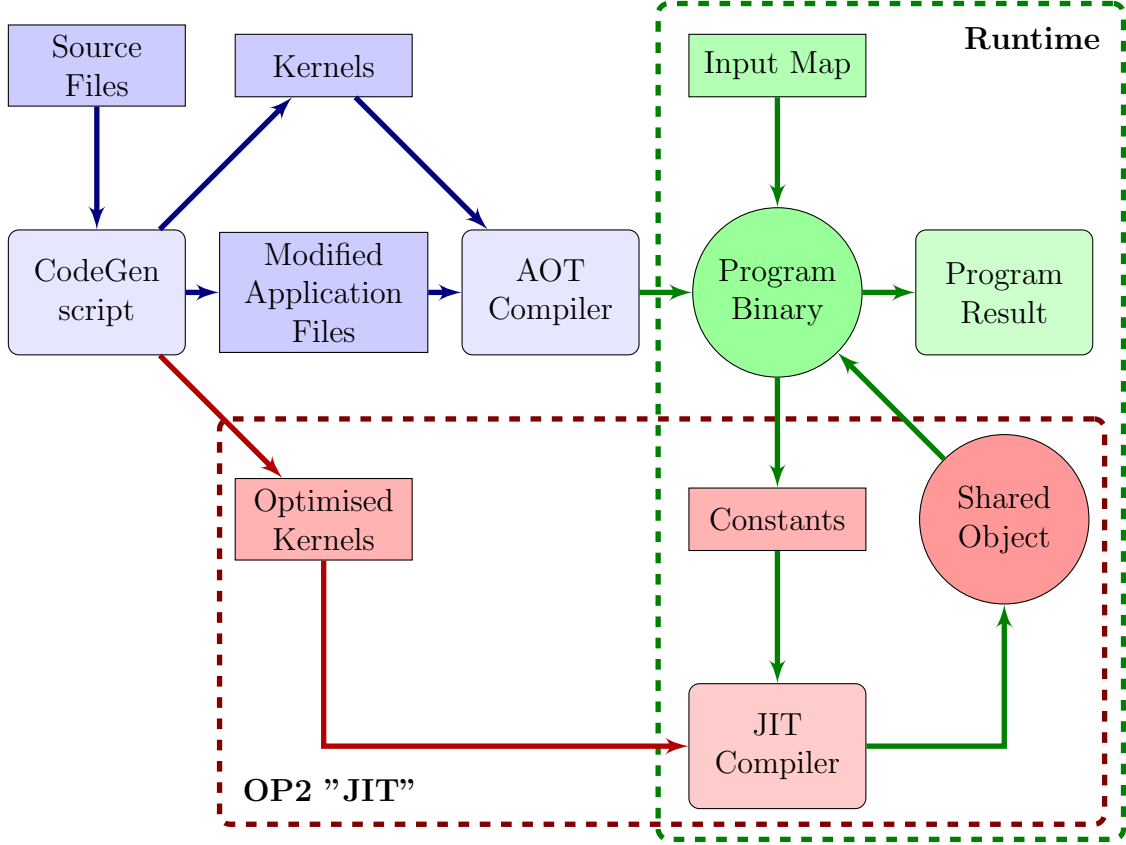 Source
Files
Kernels
Input Map
Runtime
CodeGen
script
Modified
Application
Files
AOT
Compiler
Program
Binary
Program
Result
Optimised
Kernels
Constants
Shared
Object
JIT
Compiler
OP2 ”JIT”